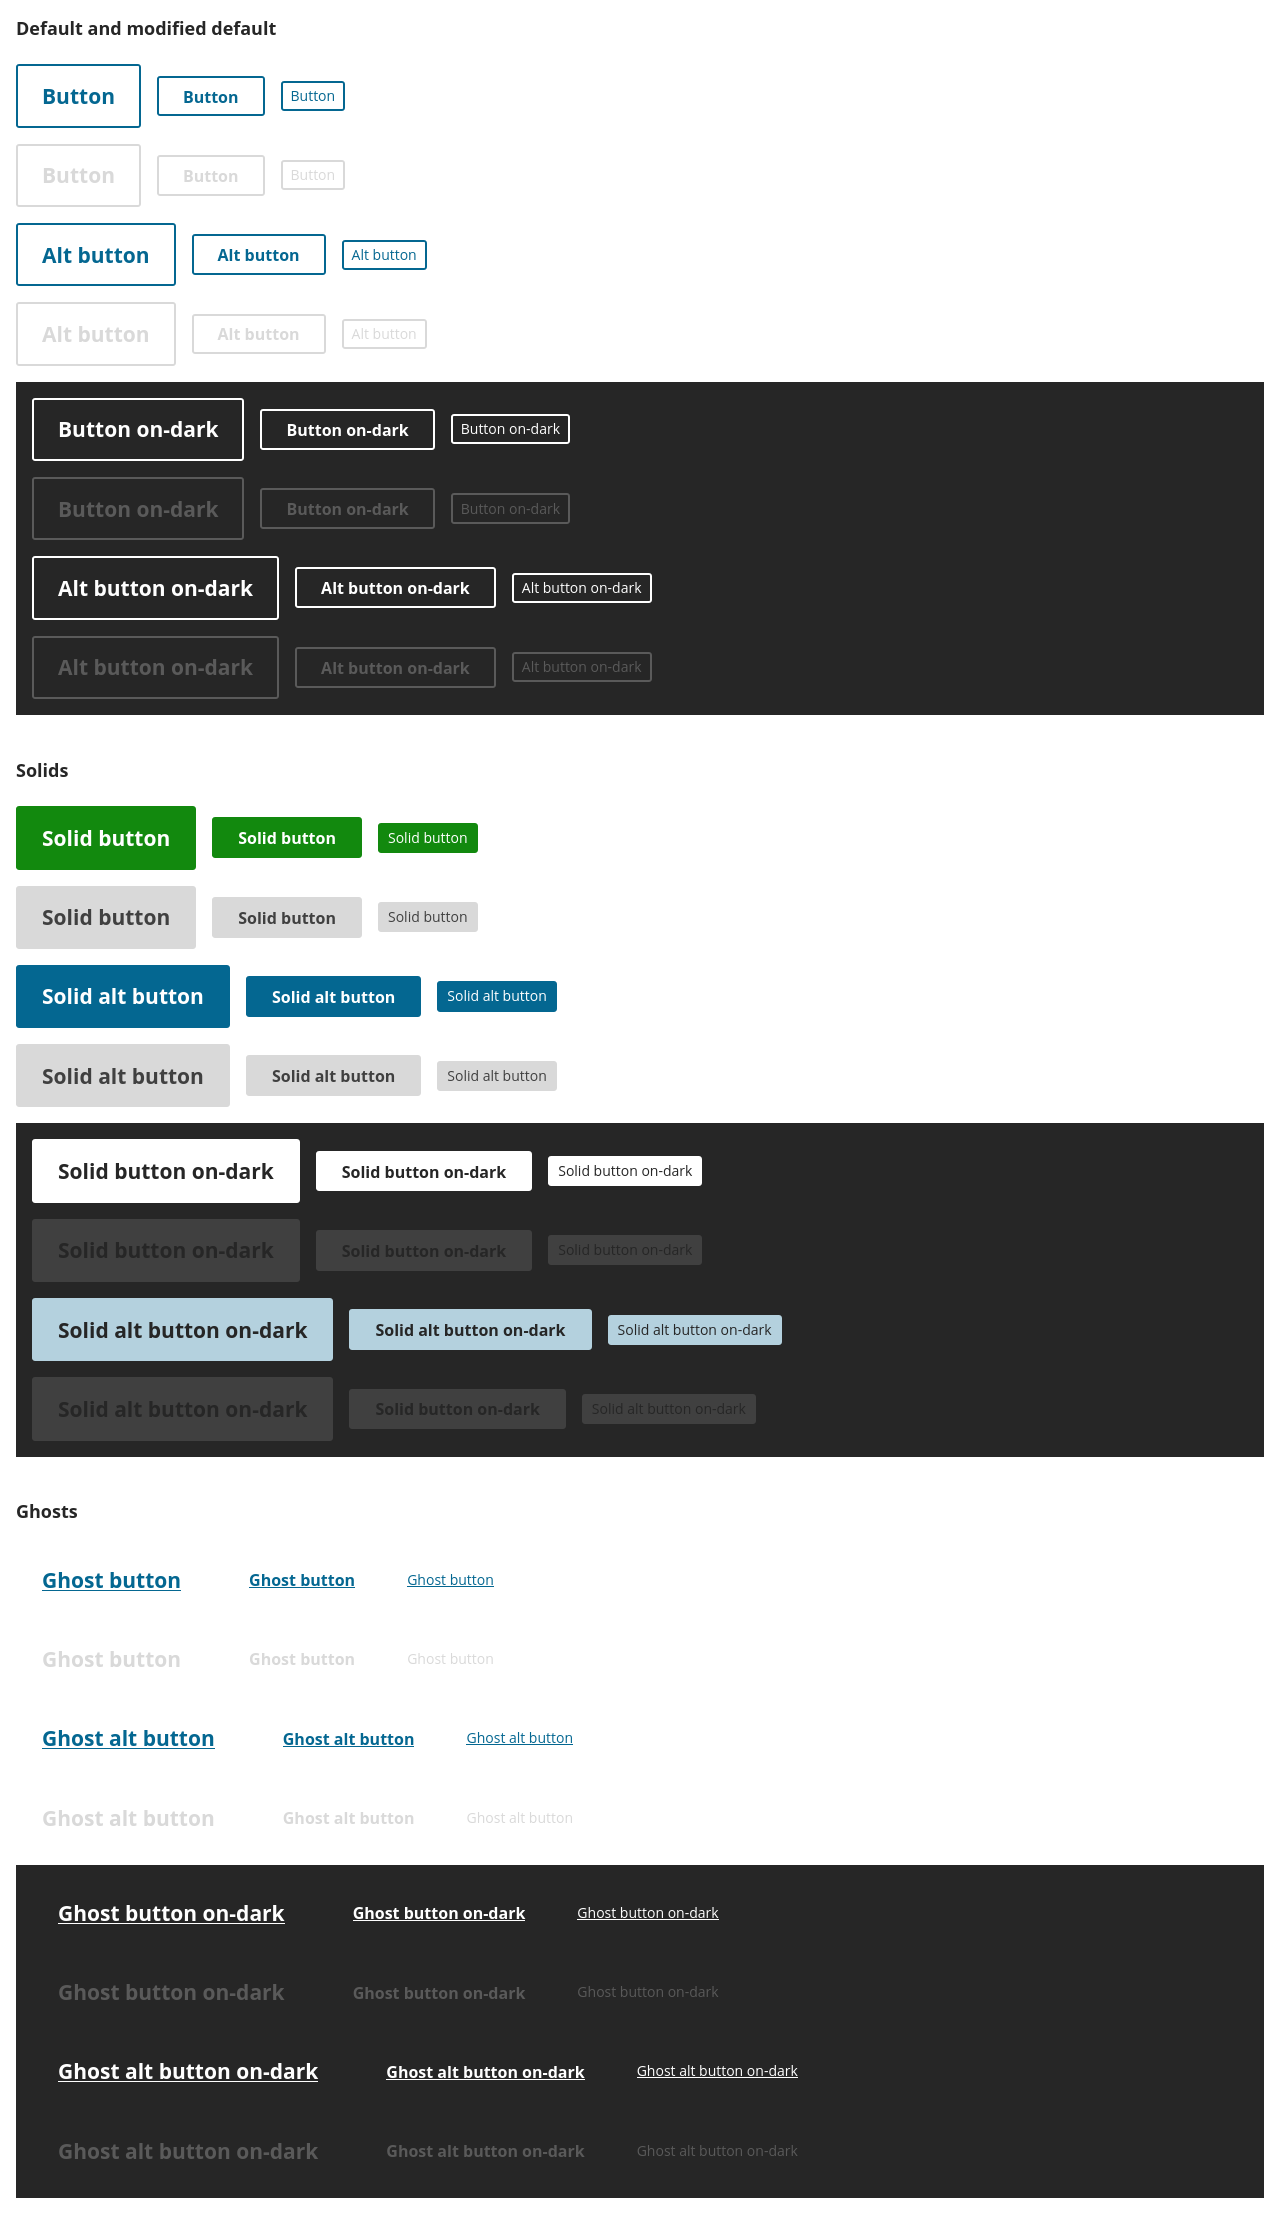 Default and modified default
Button Button Button
Button Button Button
Alt button Alt button Alt button
Alt button Alt button Alt button
Button on-dark Button on-dark Button on-dark
Button on-dark Button on-dark Button on-dark
Alt button on-dark Alt button on-dark Alt button on-dark
Alt button on-dark Alt button on-dark Alt button on-dark
Solids
Solid button Solid button Solid button
Solid button Solid button Solid button
Solid alt button Solid alt button Solid alt button
Solid alt button Solid alt button Solid alt button
Solid button on-dark Solid button on-dark Solid button on-dark
Solid button on-dark Solid button on-dark Solid button on-dark
Solid alt button on-dark Solid alt button on-dark Solid alt button on-dark
Solid alt button on-dark Solid button on-dark Solid alt button on-dark
Ghosts
Ghost button Ghost button Ghost button
Ghost button Ghost button Ghost button
Ghost alt button Ghost alt button Ghost alt button
Ghost alt button Ghost alt button Ghost alt button
Ghost button on-dark Ghost button on-dark Ghost button on-dark
Ghost button on-dark Ghost button on-dark Ghost button on-dark
Ghost alt button on-dark Ghost alt button on-dark Ghost alt button on-dark
Ghost alt button on-dark Ghost alt button on-dark Ghost alt button on-dark